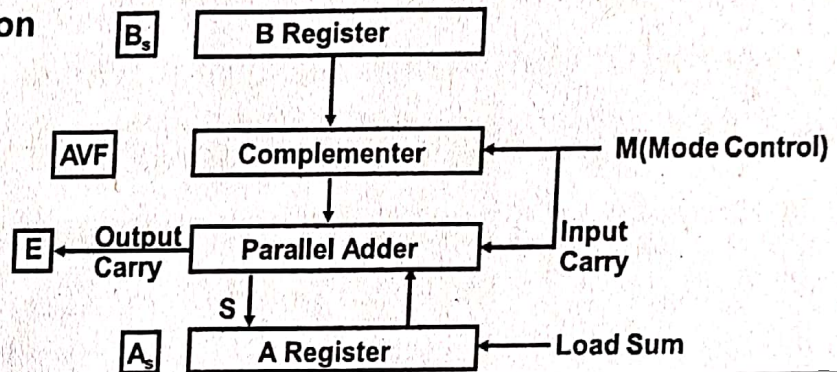 on
Bs B Register
AVF Complementer M(Mode Control)
E Output Carry Parallel Adder Input Carry
S
As A Register Load Sum